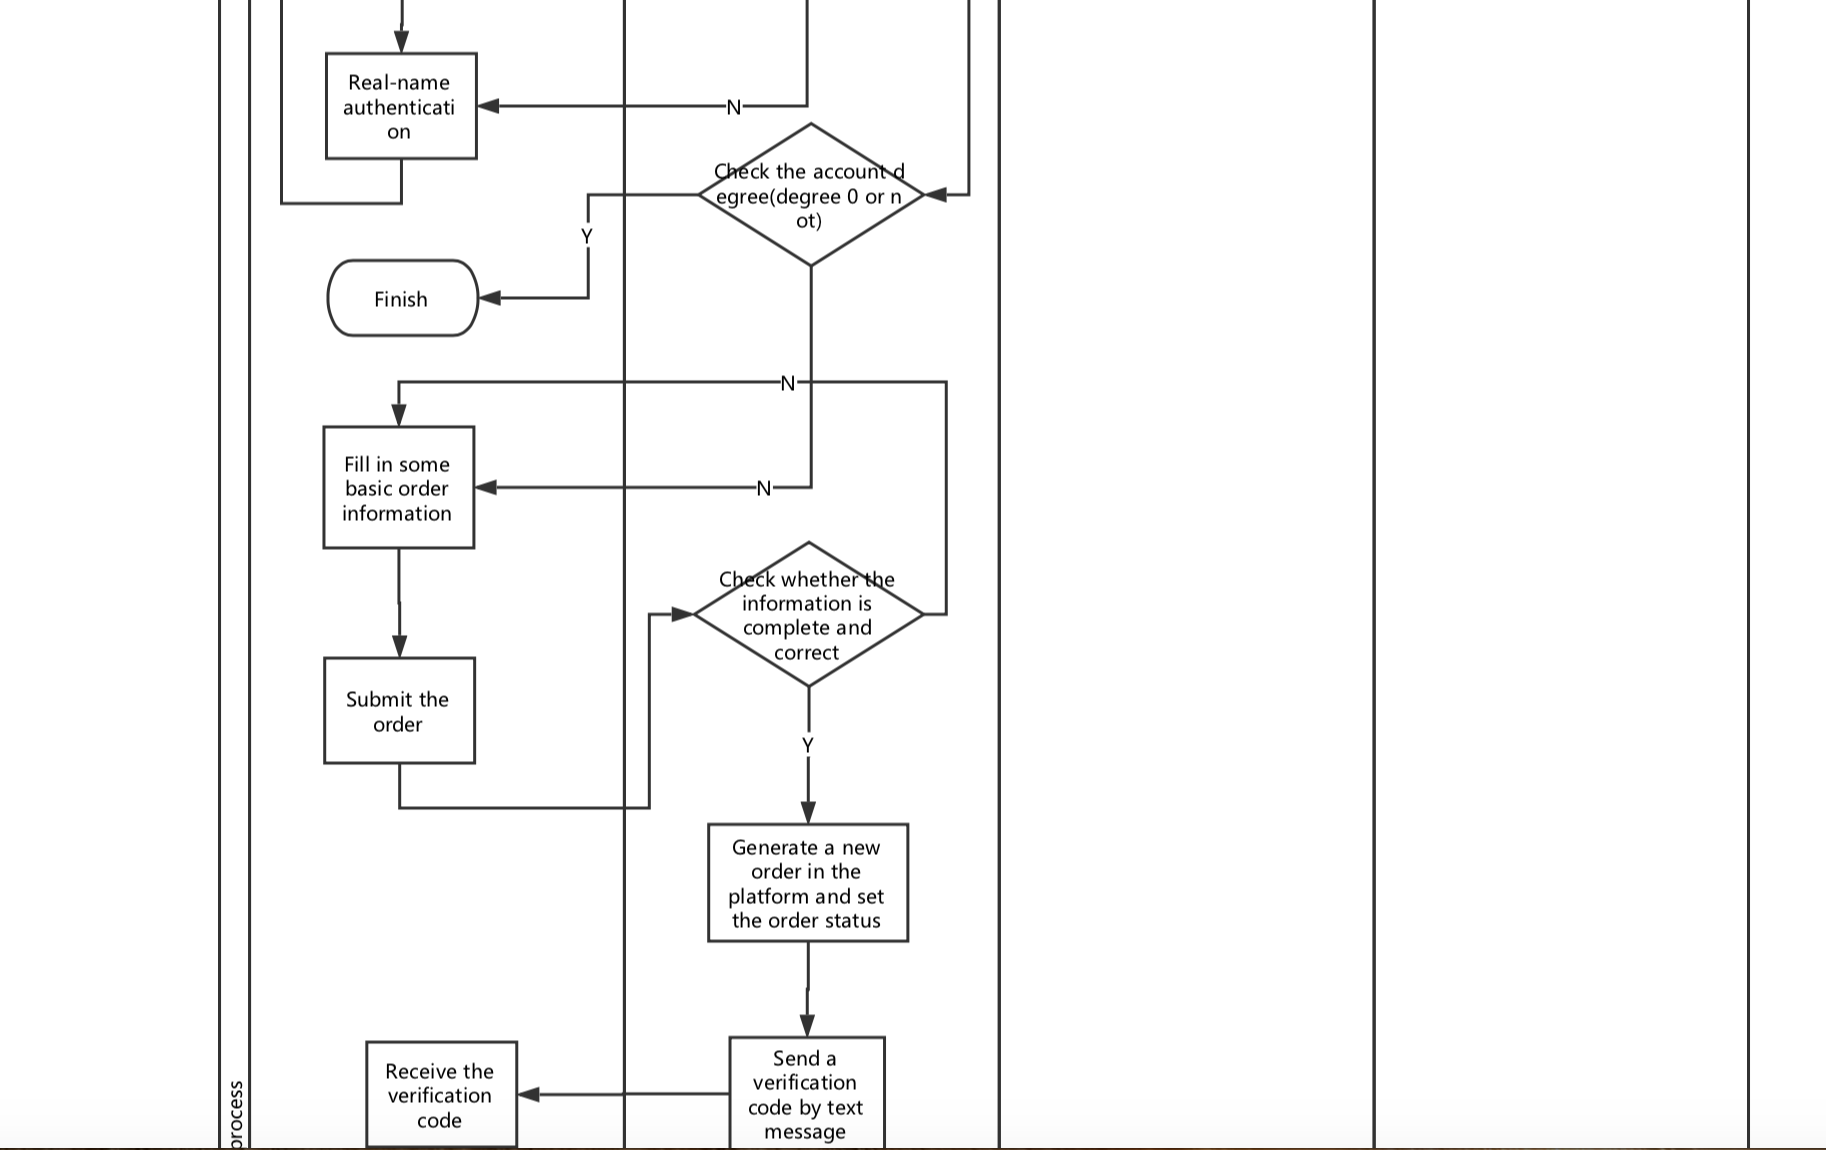 Real-name
authenticati
on
N
Check the account d
egree(degree 0 or n
ot)
Y
Finish
N
Fill in some
basic order
information
N
Check whether the
information is
complete and
correct
Submit the
order
Y
Generate a new
order in the
platform and set
the order status
Send a
verification
code by text
message
Receive the
verification
code
process